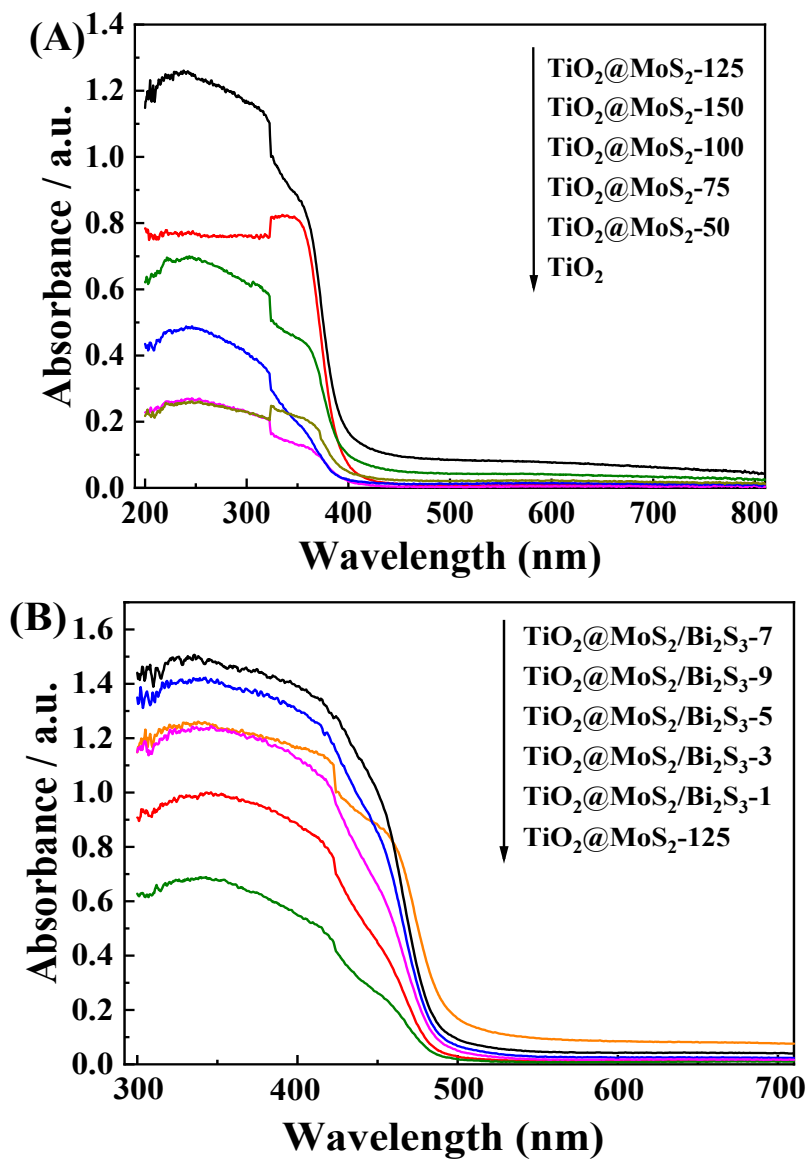 (A)
1.4
1.2
1.0
0.8
0.6
0.4
0.2
0.0
Absorbance / a.u.
TiO₂@MoS₂-125
TiO₂@MoS₂-150
TiO₂@MoS₂-100
TiO₂@MoS₂-75
TiO₂@MoS₂-50
TiO₂
200 300 400 500 600 700 800
Wavelength (nm)
(B)
1.6
1.4
1.2
1.0
0.8
0.6
0.4
0.2
0.0
Absorbance / a.u.
TiO₂@MoS₂/Bi₂S₃-7
TiO₂@MoS₂/Bi₂S₃-9
TiO₂@MoS₂/Bi₂S₃-5
TiO₂@MoS₂/Bi₂S₃-3
TiO₂@MoS₂/Bi₂S₃-1
TiO₂@MoS₂-125
300 400 500 600 700
Wavelength (nm)